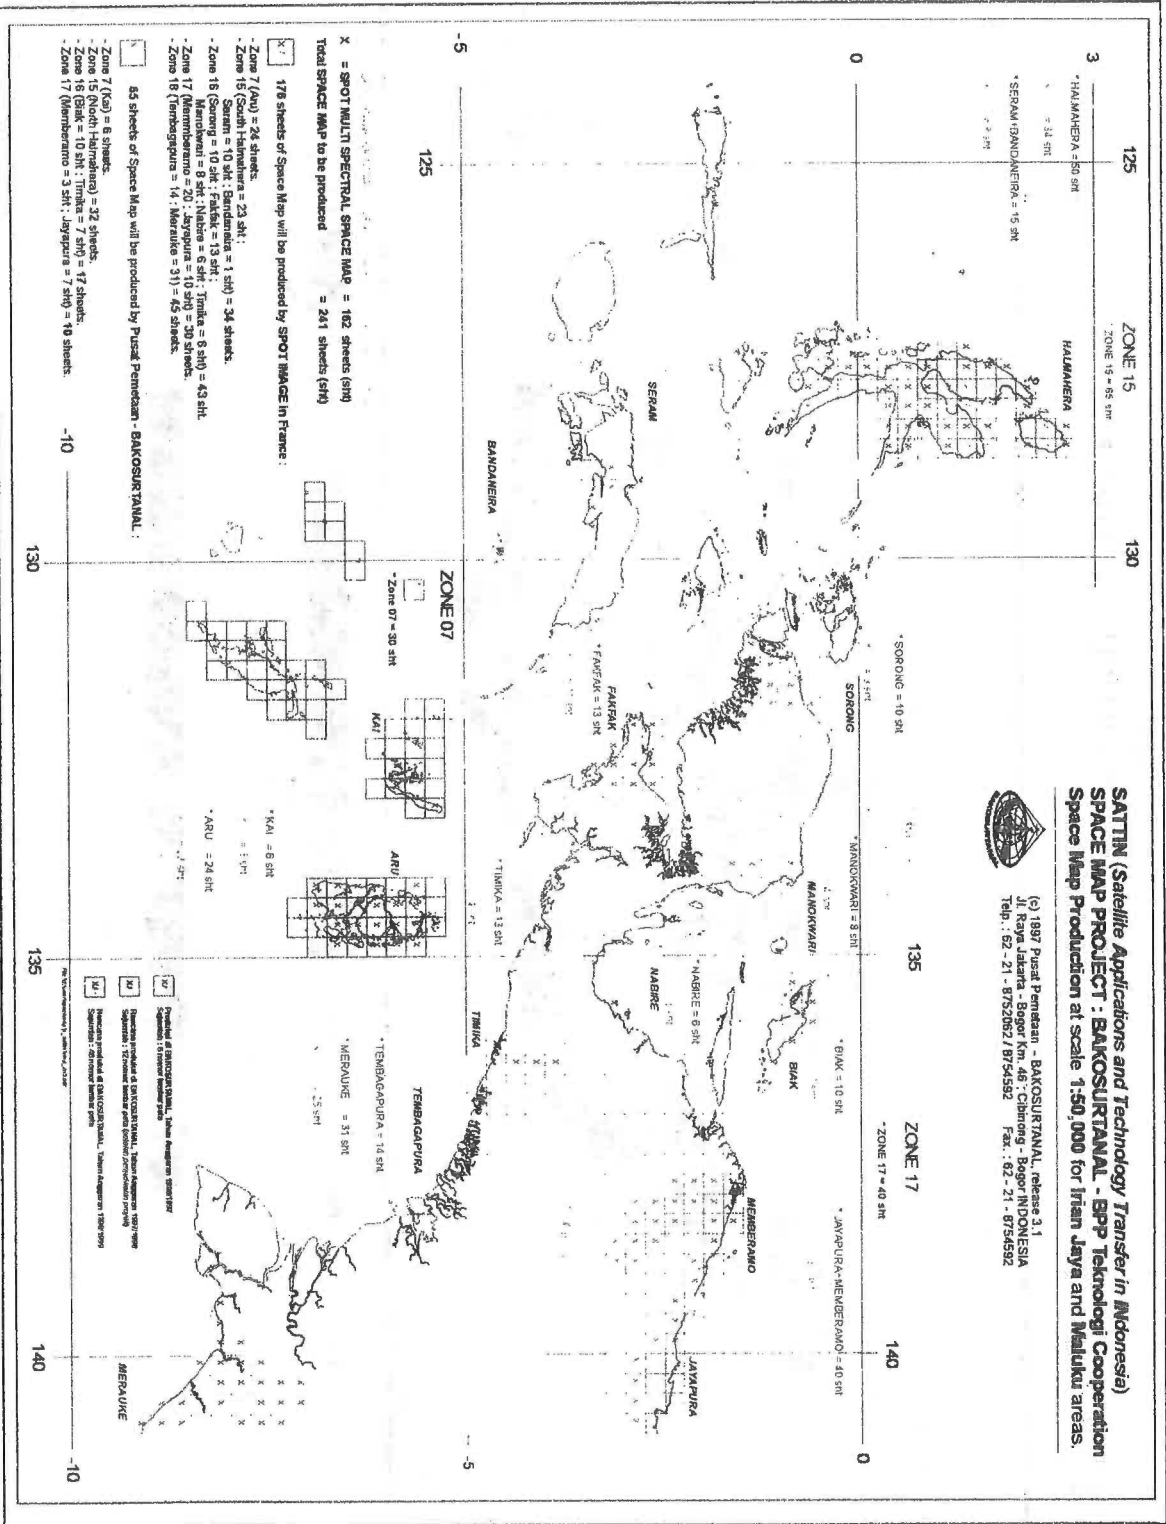 SATTIN (Satellite Applications and Technology Transfer in INdonesia)
SPACE MAP PROJECT : BAKOSURTANAL - BPP Teknologi Cooperation
Space Map Production at scale 1:50,000 for Irian Jaya and Maluku areas.
(c) 1997 Pusat Pemetaan - BAKOSURTANAL, release 3.1
Jl. Raya Jakarta - Bogor Km. 46 ; Cibinong - Bogor INDONESIA
Telp. : 62 - 21 - 8752062 / 8754592 Fax. : 62 - 21 - 8754592
ZONE 15
* ZONE 15 = 65 sht
125
130
135
140
3
0
-5
-10
0
-5
-10
125
130
135
140
*HALMAHERA = 50 sht
*SERAM+BANDANEIRA = 15 sht
HALMAHERA
*SORONG = 10 sht
SORONG
*MANOKWARI = 8 sht
MANOKWARI
*BIAK = 10 sht
BIAK
ZONE 17
* ZONE 17 = 40 sht
* JAYAPURA-MEMBERAMO = 40 sht
MEMBERAMO
JAYAPURA
*NABIRE = 6 sht
NABIRE
SERAM
BANDANEIRA
FAKFAK
*FAKFAK = 13 sht
*TIMIKA = 13 sht
TIMIKA
TEMBAGAPURA
*TEMBAGAPURA = 14 sht
*MERAUKE = 31 sht
MERAUKE
ZONE 07
*Zone 07 = 30 sht
KAI
ARU
*KAI = 6 sht
*ARU = 24 sht
X = SPOT MULTI SPECTRAL SPACE MAP = 162 sheets (sht)
Total SPACE MAP to be produced = 241 sheets (sht)
176 sheets of Space Map will be produced by SPOT IMAGE in France :
- Zone 7 (Aru) = 24 sheets.
- Zone 15 (South Halmahera = 23 sht ;
Seram = 10 sht ; Bandaneira = 1 sht) = 34 sheets.
- Zone 16 (Sorong = 10 sht ; Fakfak = 13 sht ;
Manokwari = 8 sht ; Nabire = 6 sht ; Timika = 6 sht) = 43 sht.
- Zone 17 (Memmberamo = 20 ; Jayapura = 10 sht) = 30 sheets.
- Zone 18 (Tembagapura = 14 ; Merauke = 31) = 45 sheets.
65 sheets of Space Map will be produced by Pusat Pemetaan - BAKOSURTANAL :
- Zone 7 (Kai) = 6 sheets.
- Zone 15 (North Halmahera) = 32 sheets.
- Zone 16 (Biak = 10 sht ; Timika = 7 sht) = 17 sheets.
- Zone 17 (Memberamo = 3 sht ; Jayapura = 7 sht) = 10 sheets.